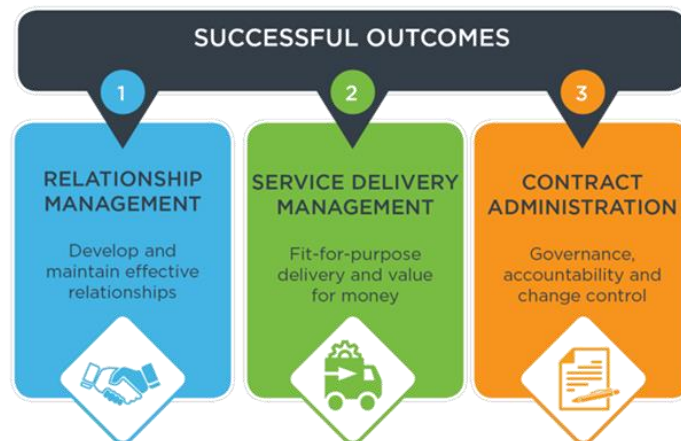 SUCCESSFUL OUTCOMES
1
2
3
RELATIONSHIP
MANAGEMENT
Develop and
maintain effective
relationships
SERVICE DELIVERY
MANAGEMENT
Fit-for-purpose
delivery and value
for money
CONTRACT
ADMINISTRATION
Governance,
accountability and
change control